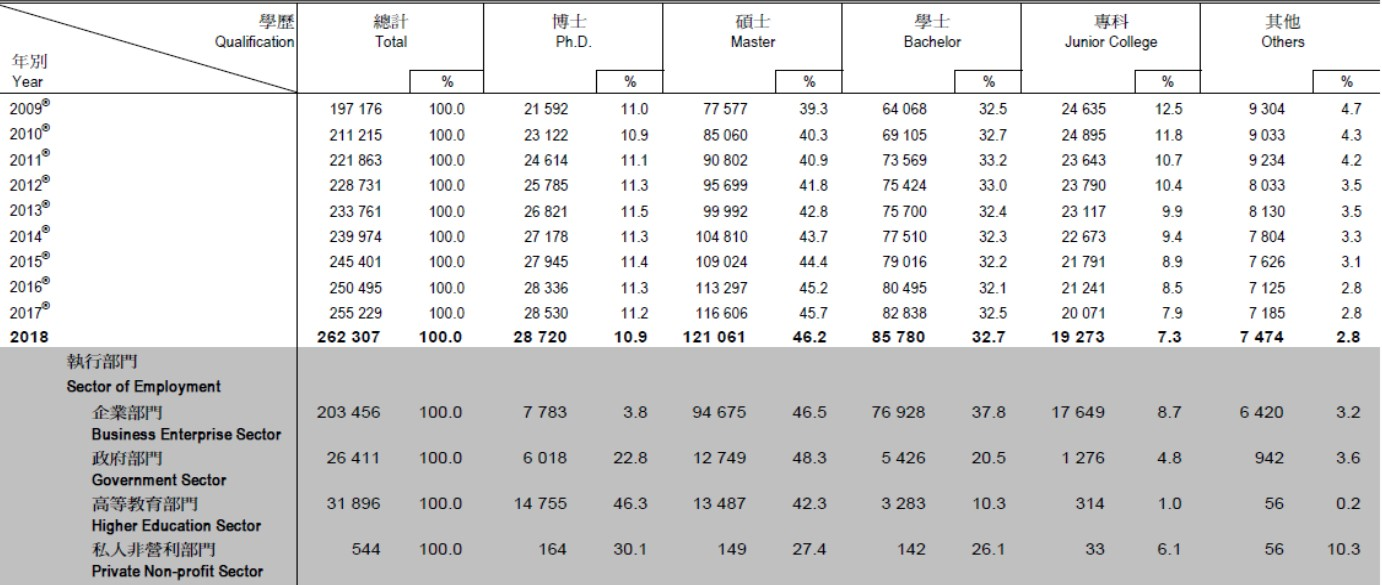 學歷 總計 博士 碩士 學士 專科 其他
Qualification Total Ph.D. Master Bachelor Junior College Others
年別
Year % % % % % %
2009® 197 176 100.0 21 592 11.0 77 577 39.3 64 068 32.5 24 635 12.5 9 304 4.7
2010® 211 215 100.0 23 122 10.9 85 060 40.3 69 105 32.7 24 895 11.8 9 033 4.3
2011® 221 863 100.0 24 614 11.1 90 802 40.9 73 569 33.2 23 643 10.7 9 234 4.2
2012® 228 731 100.0 25 785 11.3 95 699 41.8 75 424 33.0 23 790 10.4 8 033 3.5
2013® 233 761 100.0 26 821 11.5 99 992 42.8 75 700 32.4 23 117 9.9 8 130 3.5
2014® 239 974 100.0 27 178 11.3 104 810 43.7 77 510 32.3 22 673 9.4 7 804 3.3
2015® 245 401 100.0 27 945 11.4 109 024 44.4 79 016 32.2 21 791 8.9 7 626 3.1
2016® 250 495 100.0 28 336 11.3 113 297 45.2 80 495 32.1 21 241 8.5 7 125 2.8
2017® 255 229 100.0 28 530 11.2 116 606 45.7 82 838 32.5 20 071 7.9 7 185 2.8
2018 262 307 100.0 28 720 10.9 121 061 46.2 85 780 32.7 19 273 7.3 7 474 2.8
執行部門
Sector of Employment
企業部門 203 456 100.0 7 783 3.8 94 675 46.5 76 928 37.8 17 649 8.7 6 420 3.2
Business Enterprise Sector
政府部門 26 411 100.0 6 018 22.8 12 749 48.3 5 426 20.5 1 276 4.8 942 3.6
Government Sector
高等教育部門 31 896 100.0 14 755 46.3 13 487 42.3 3 283 10.3 314 1.0 56 0.2
Higher Education Sector
私人非營利部門 544 100.0 164 30.1 149 27.4 142 26.1 33 6.1 56 10.3
Private Non-profit Sector